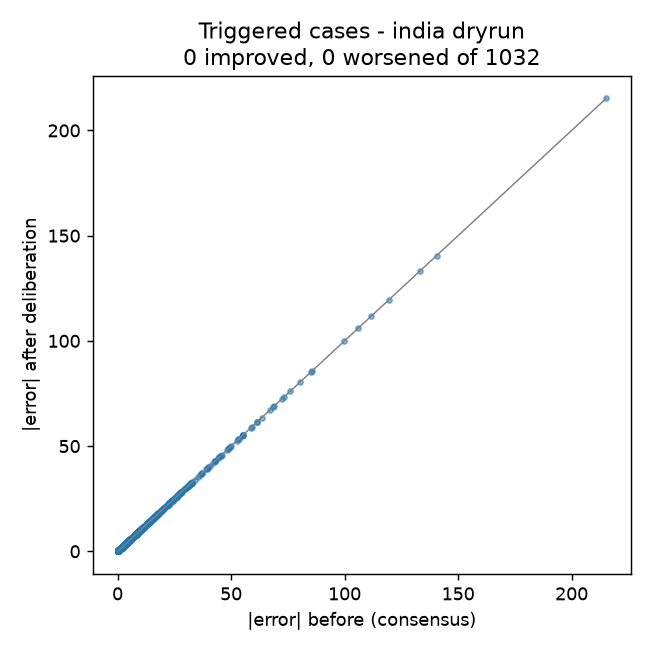 Triggered cases - india dryrun
0 improved, 0 worsened of 1032
|error| after deliberation
200
150
100
50
0
0
50
100
150
200
|error| before (consensus)